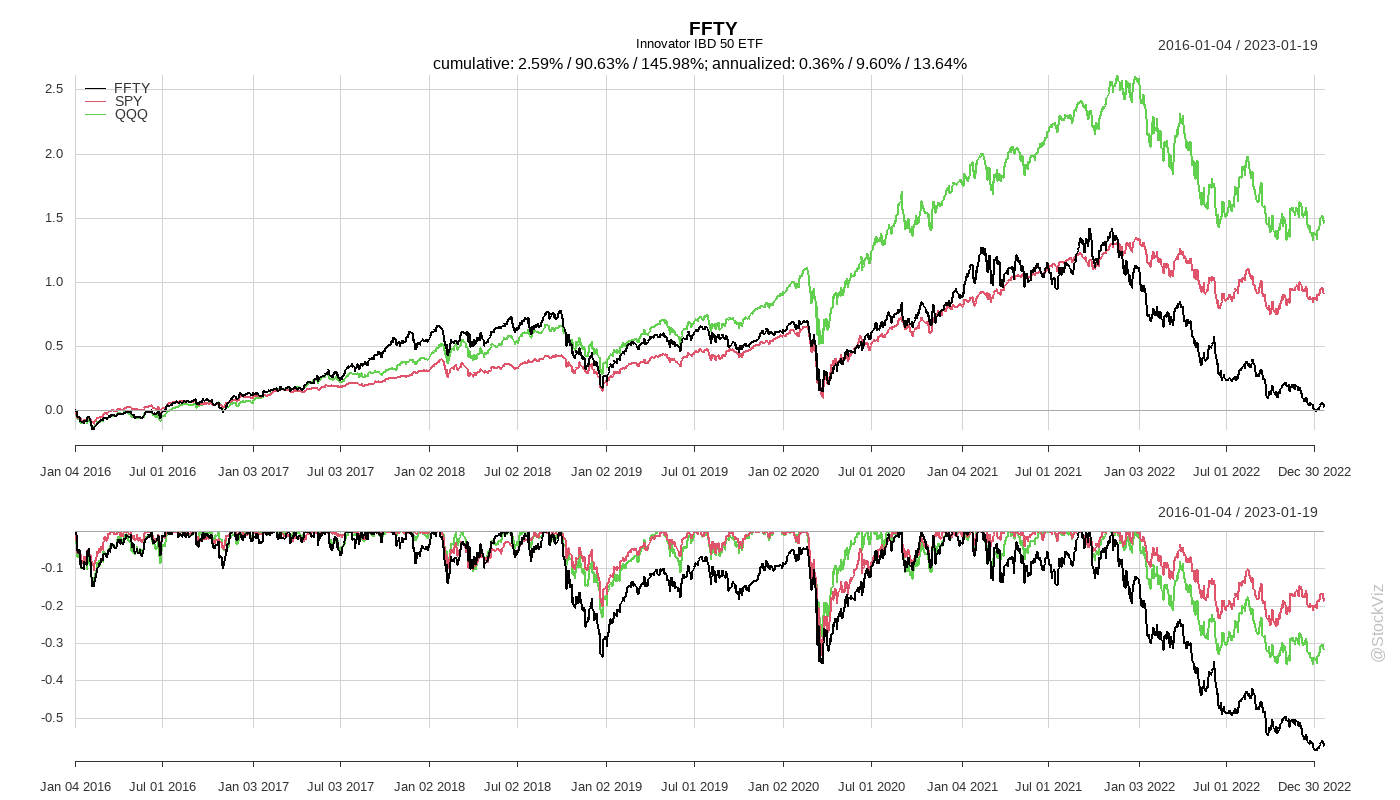 FFTY
Innovator IBD 50 ETF
2016-01-04 / 2023-01-19
cumulative: 2.59% / 90.63% / 145.98%; annualized: 0.36% / 9.60% / 13.64%
FFTY
SPY
QQQ
2.5
2.0
1.5
1.0
0.5
0.0
Jan 04 2016 Jul 01 2016 Jan 03 2017 Jul 03 2017 Jan 02 2018 Jul 02 2018 Jan 02 2019 Jul 01 2019 Jan 02 2020 Jul 01 2020 Jan 04 2021 Jul 01 2021 Jan 03 2022 Jul 01 2022 Dec 30 2022
2016-01-04 / 2023-01-19
-0.1
-0.2
-0.3
-0.4
-0.5
Jan 04 2016 Jul 01 2016 Jan 03 2017 Jul 03 2017 Jan 02 2018 Jul 02 2018 Jan 02 2019 Jul 01 2019 Jan 02 2020 Jul 01 2020 Jan 04 2021 Jul 01 2021 Jan 03 2022 Jul 01 2022 Dec 30 2022
@StockViz